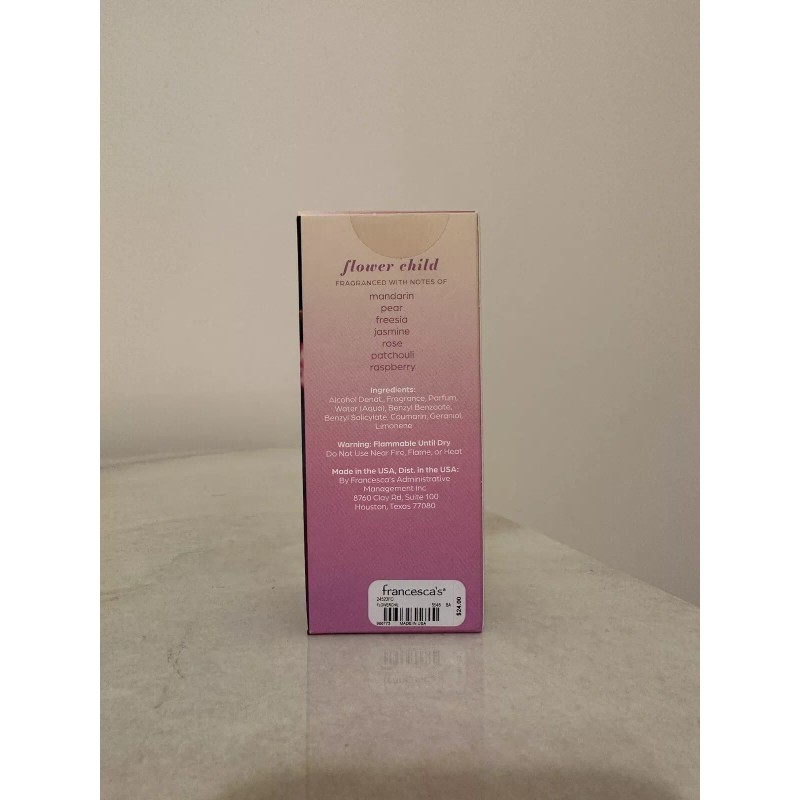 flower child
FRAGRANCED WITH NOTES OF
mandarin
pear
freesia
jasmine
rose
patchouli
raspberry
Ingredients:
Alcohol Denat., Fragrance, Parfum,
Water (Aqua), Benzyl Benzoate,
Benzyl Salicylate, Coumarin, Geraniol,
Limonene
Warning: Flammable Until Dry
Do Not Use Near Fire, Flame, or Heat
Made in the USA, Dist. in the USA:
By Francesca's Administrative
Management Inc
8760 Clay Rd, Suite 100
Houston, Texas 77080
francesca's®
MADE IN USA
$24.00